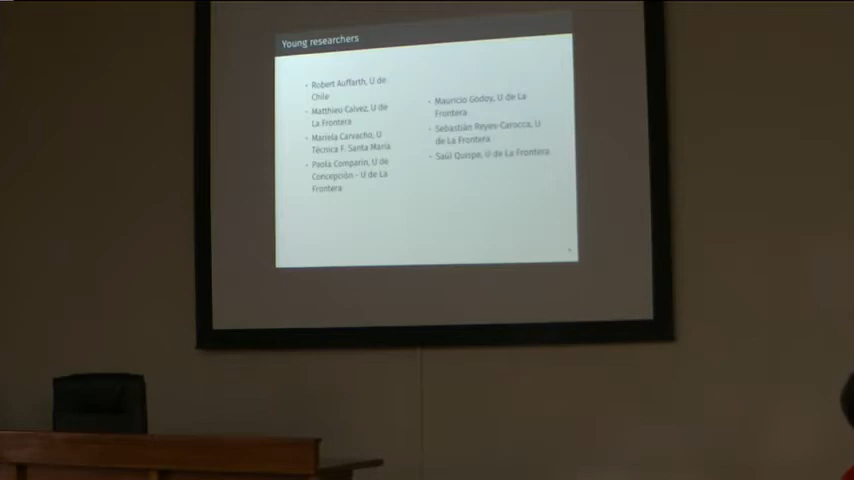 Young researchers
- Robert Auffarth, U de
Chile
- Matthieu Calvez, U de
La Frontera
- Mariela Carvacho, U
Técnica F. Santa María
- Paola Comparin, U de
Concepción - U de La
Frontera
- Mauricio Godoy, U de La
Frontera
- Sebastián Reyes-Carocca, U
de La Frontera
- Saúl Quispe, U de La Frontera